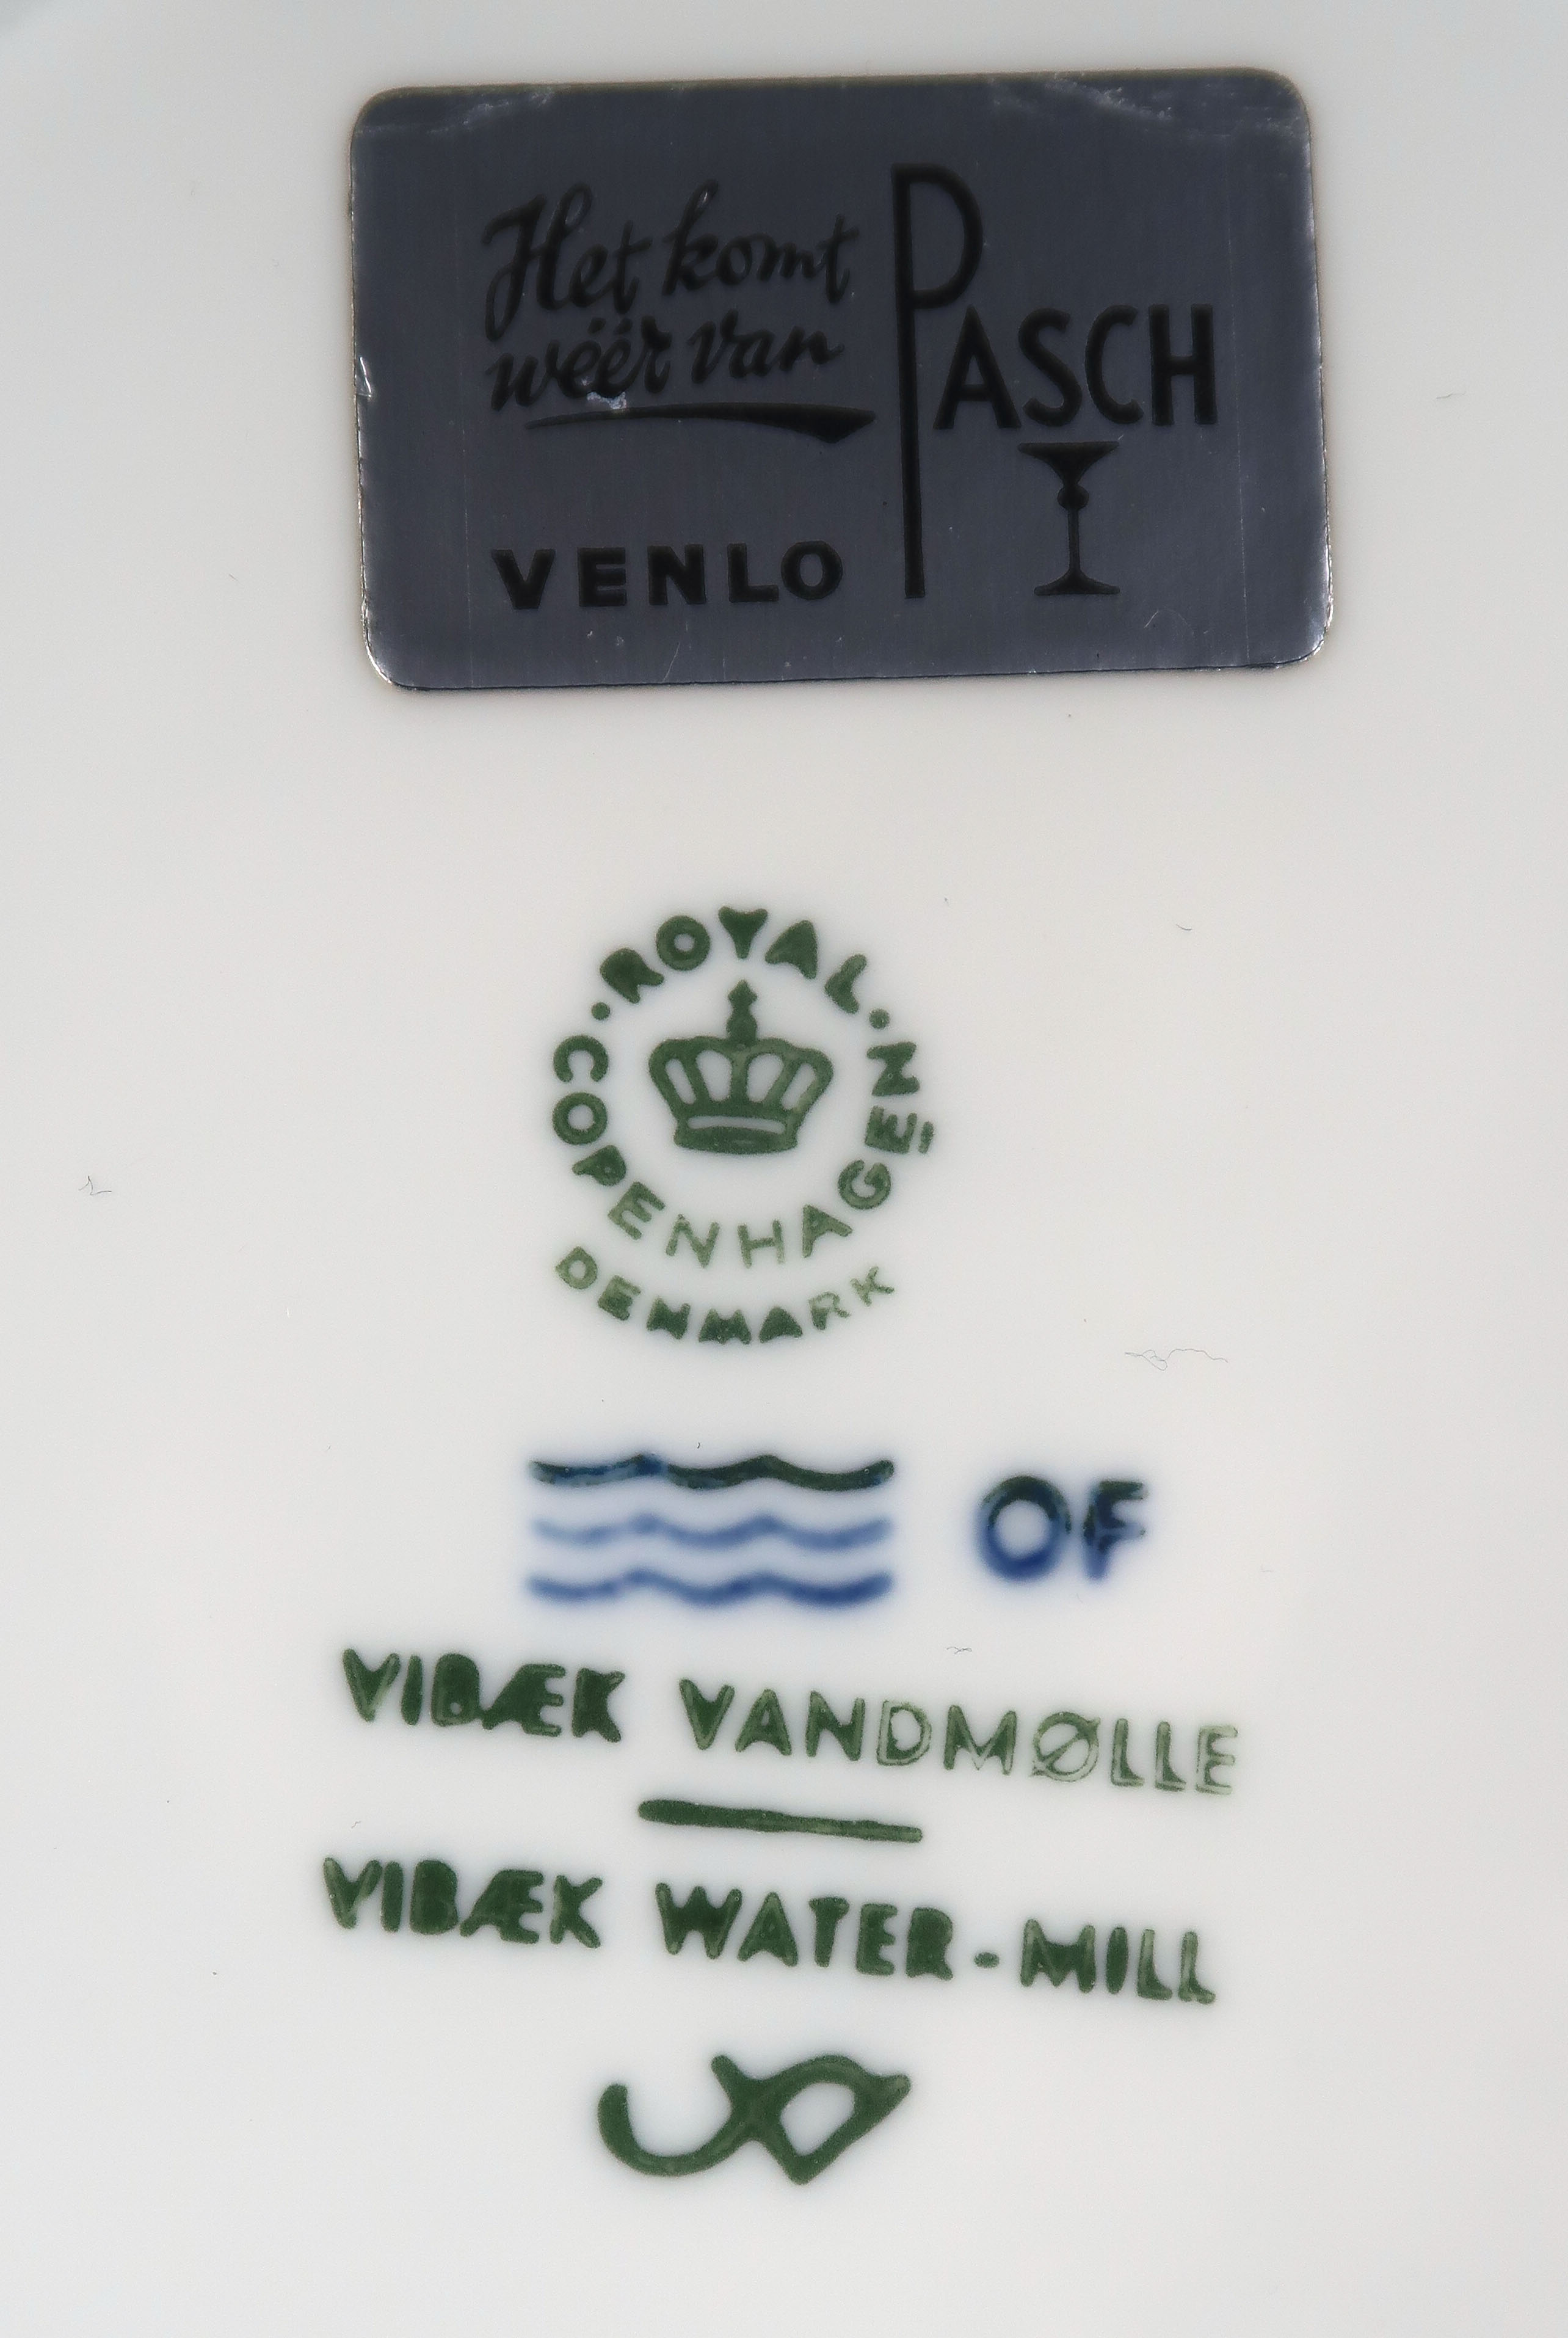 Het komt
wéér van
PASCH
VENLO
· ROYAL ·
COPENHAGEN
DENMARK
OF
VIBÆK VANDMØLLE
VIBÆK WATER-MILL